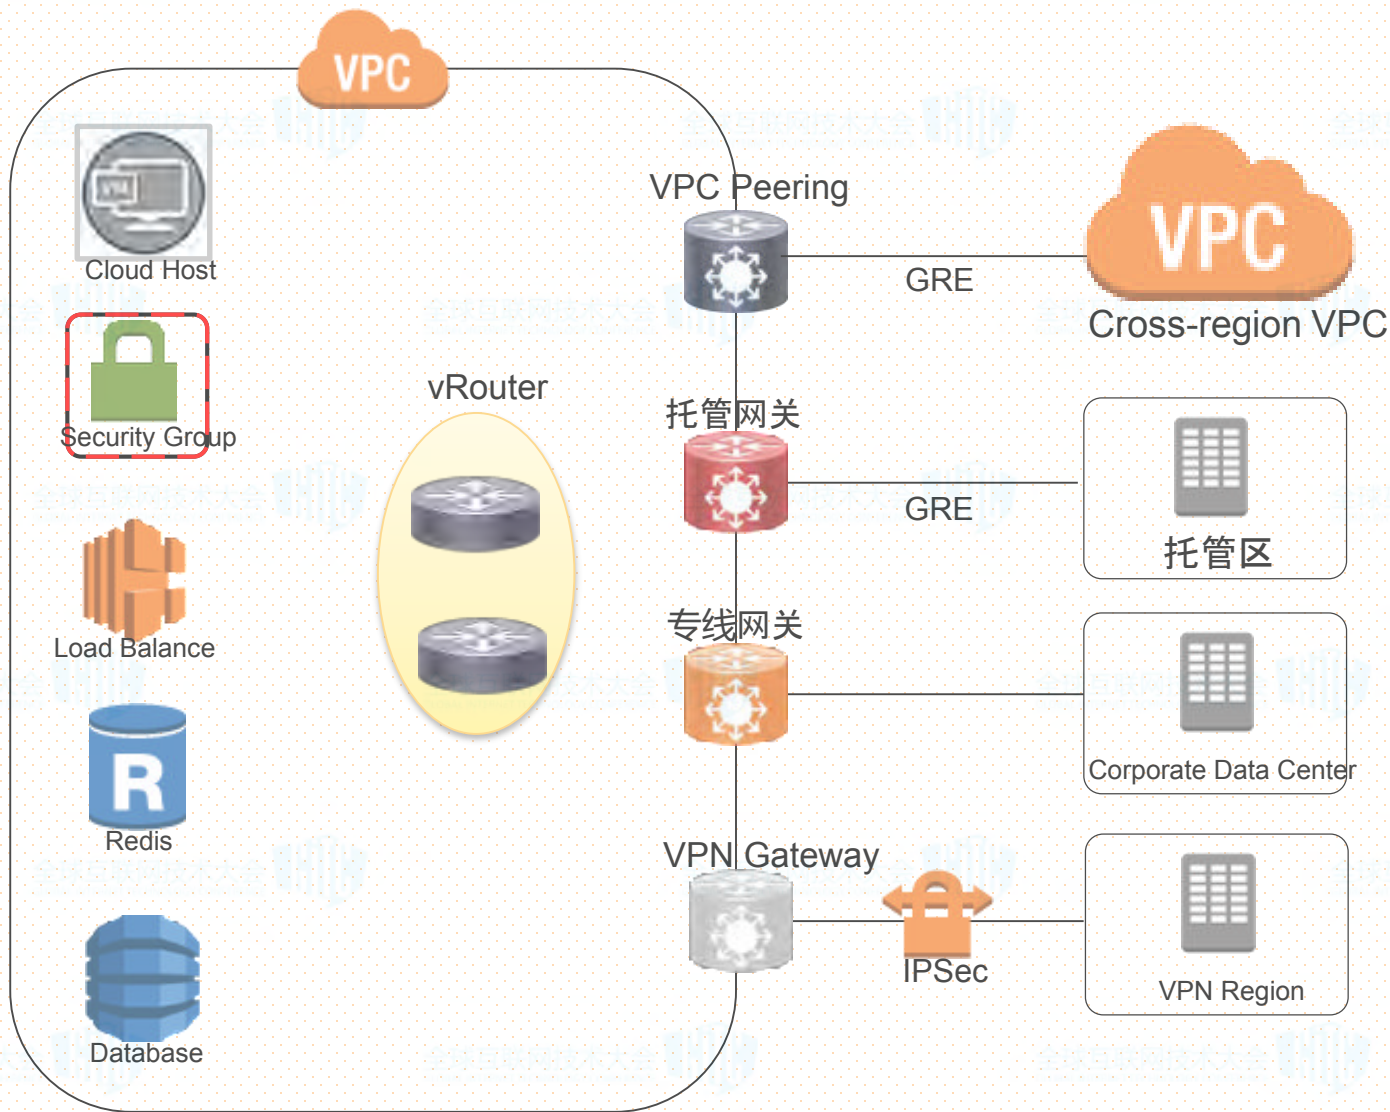 VPC
VM
Cloud Host
Security Group
Load Balance
R
Redis
Database
vRouter
VPC Peering
GRE
VPC
Cross-region VPC
托管网关
GRE
托管区
专线网关
Corporate Data Center
VPN Gateway
IPSec
VPN Region